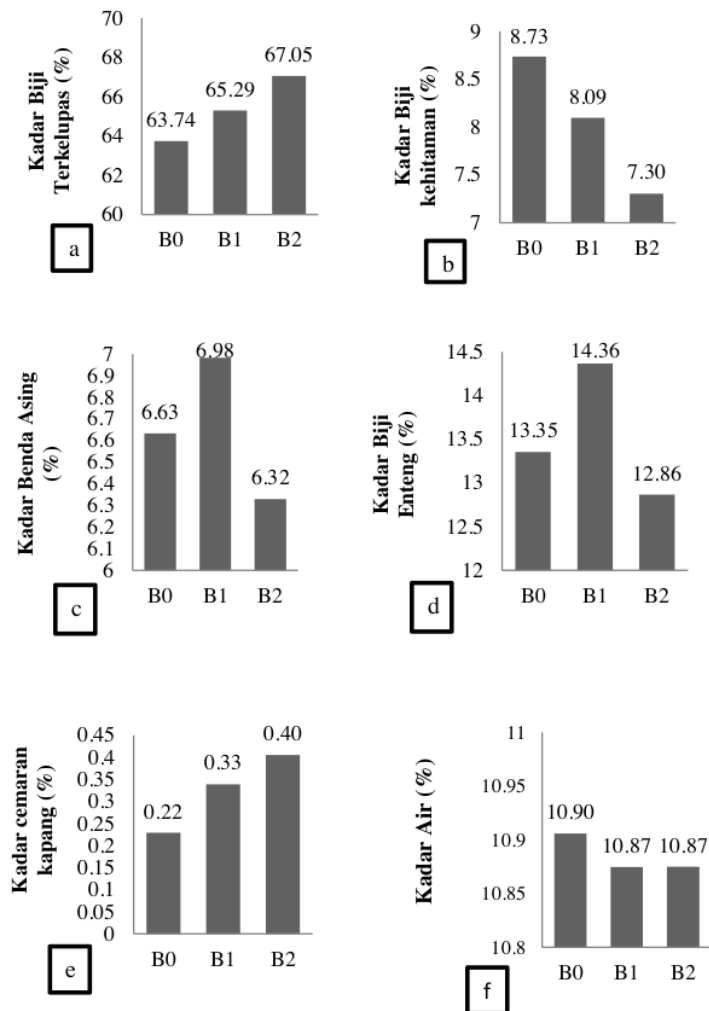 Kadar Biji
Terkelupas (%)
70
68
66
64
62
60
63.74
65.29
67.05
B0 B1 B2
a
Kadar Biji
kehitaman (%)
9
8.5
8
7.5
7
8.73
8.09
7.30
B0 B1 B2
b
Kadar Benda Asing
(%)
7
6.9
6.8
6.7
6.6
6.5
6.4
6.3
6.2
6.1
6
6.63
6.98
6.32
B0 B1 B2
c
Kadar Biji
Enteng (%)
14.5
14
13.5
13
12.5
12
13.35
14.36
12.86
B0 B1 B2
d
Kadar cemaran
kapang (%)
0.45
0.4
0.35
0.3
0.25
0.2
0.15
0.1
0.05
0
0.22
0.33
0.40
B0 B1 B2
e
Kadar Air (%)
11
10.95
10.9
10.85
10.8
10.90
10.87
10.87
B0 B1 B2
f